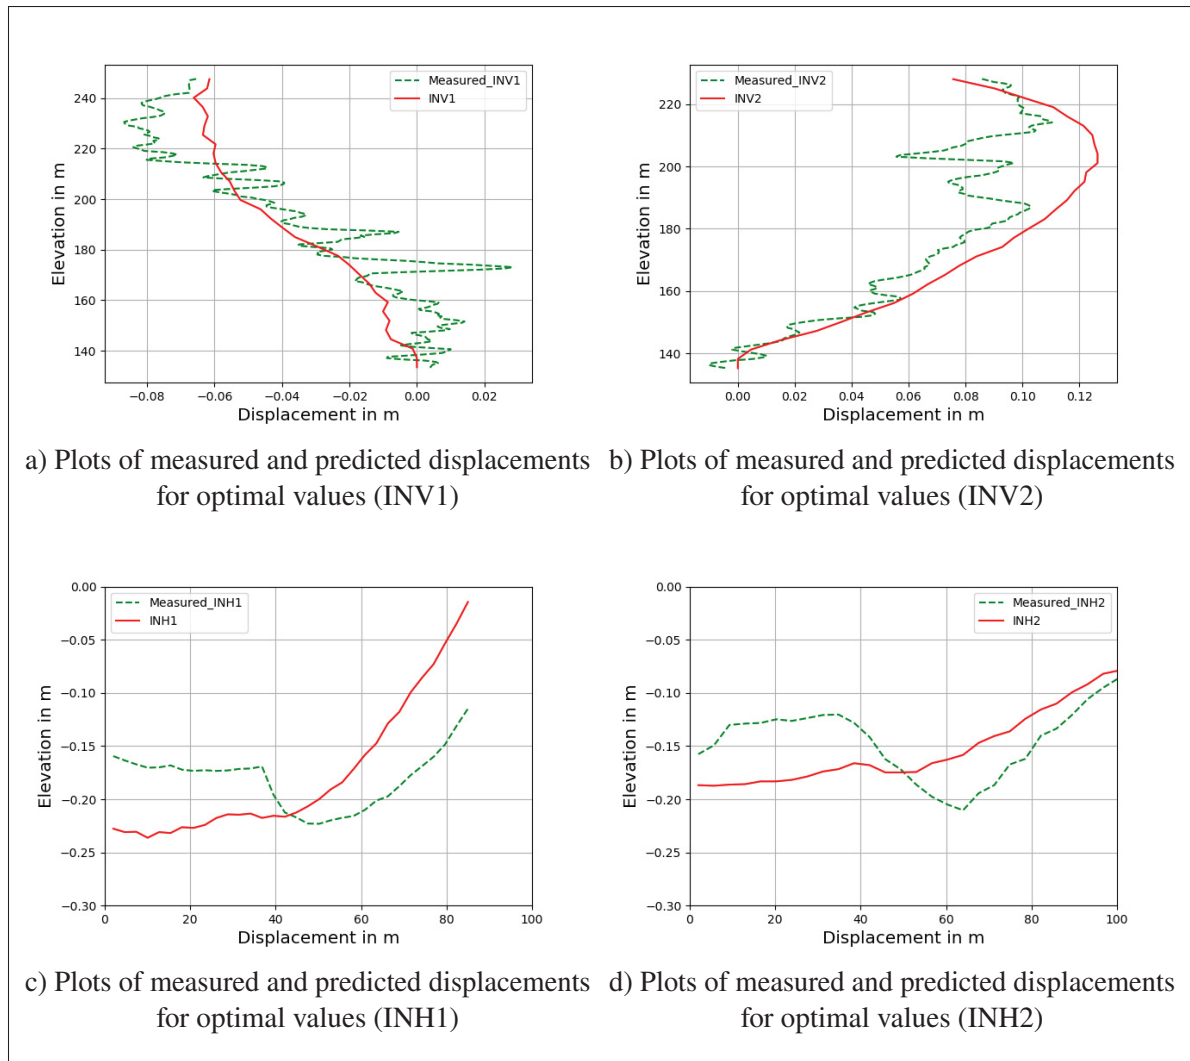 Measured_INV1
INV1
240
220
200
180
160
140
Elevation in m
−0.08 −0.06 −0.04 −0.02 0.00 0.02
Displacement in m
a) Plots of measured and predicted displacements
for optimal values (INV1)
Measured_INV2
INV2
220
200
180
160
140
Elevation in m
0.00 0.02 0.04 0.06 0.08 0.10 0.12
Displacement in m
b) Plots of measured and predicted displacements
for optimal values (INV2)
Measured_INH1
INH1
0.00
−0.05
−0.10
−0.15
−0.20
−0.25
−0.30
Elevation in m
0 20 40 60 80 100
Displacement in m
c) Plots of measured and predicted displacements
for optimal values (INH1)
Measured_INH2
INH2
0.00
−0.05
−0.10
−0.15
−0.20
−0.25
−0.30
Elevation in m
0 20 40 60 80 100
Displacement in m
d) Plots of measured and predicted displacements
for optimal values (INH2)